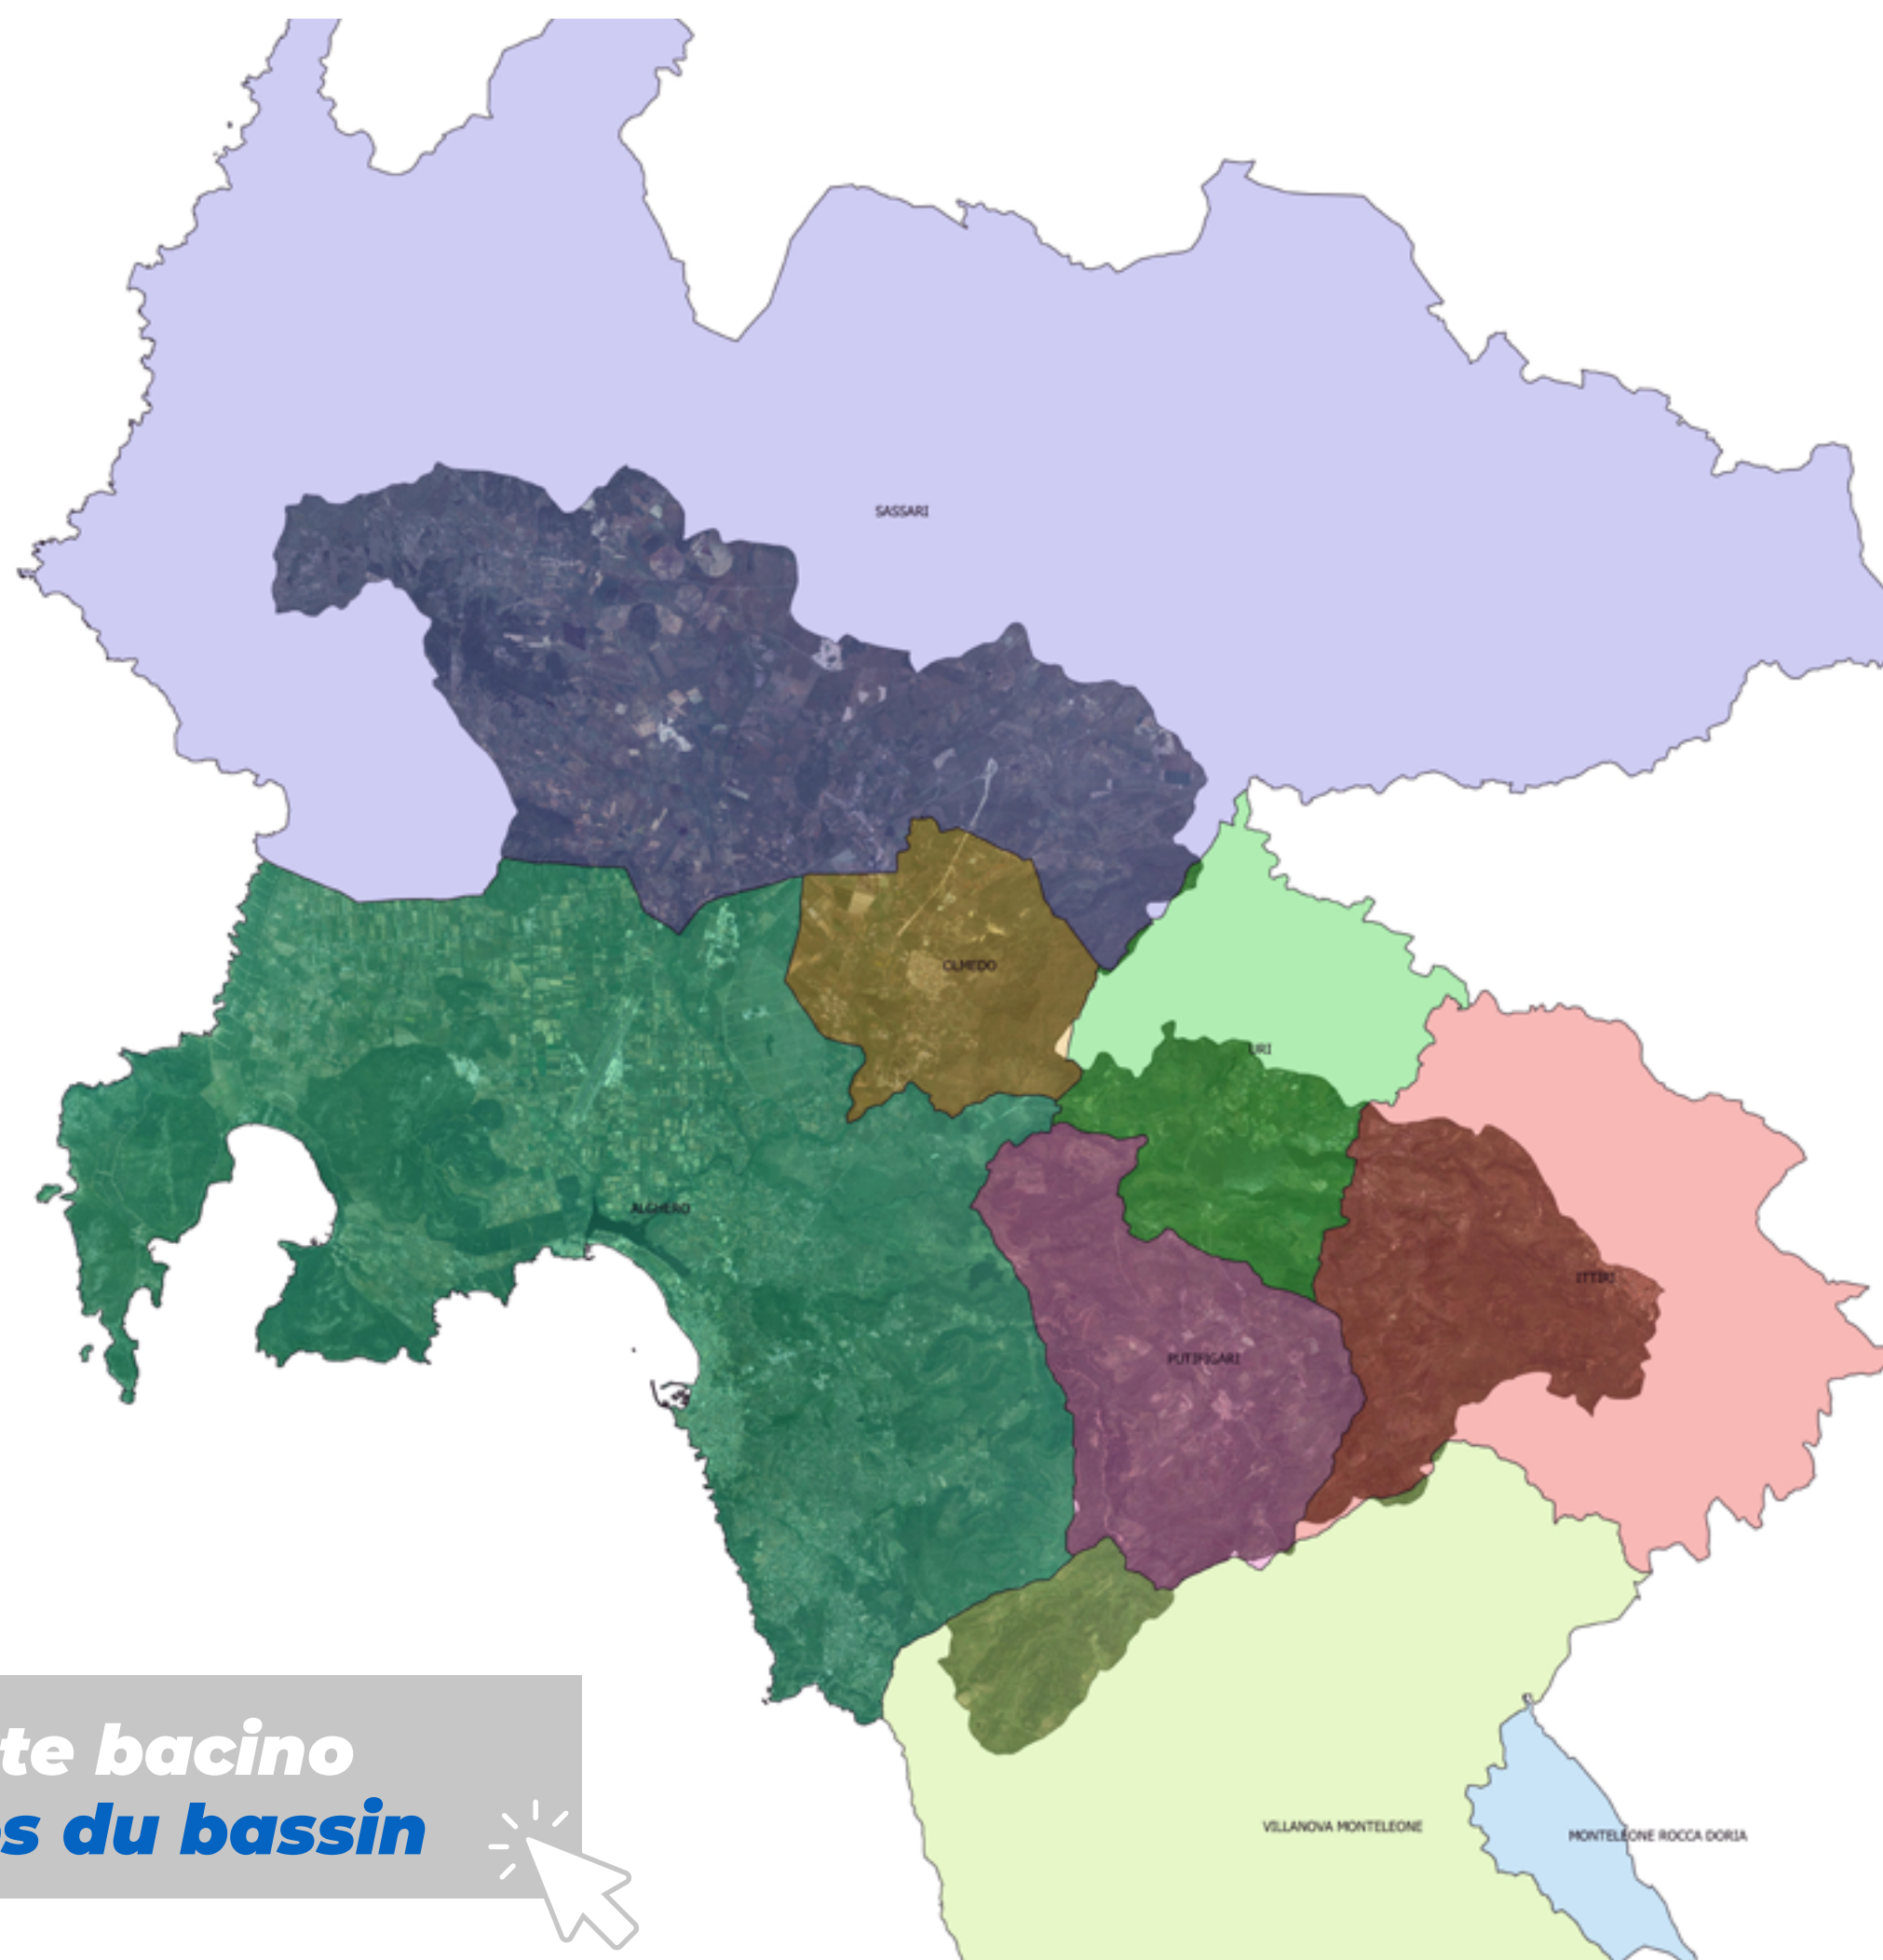 SASSARI
OLMEDO
URI
ALGHERO
ITTIRI
PUTIFIGARI
te bacino
s du bassin
VILLANOVA MONTELEONE
MONTELEONE ROCCA DORIA